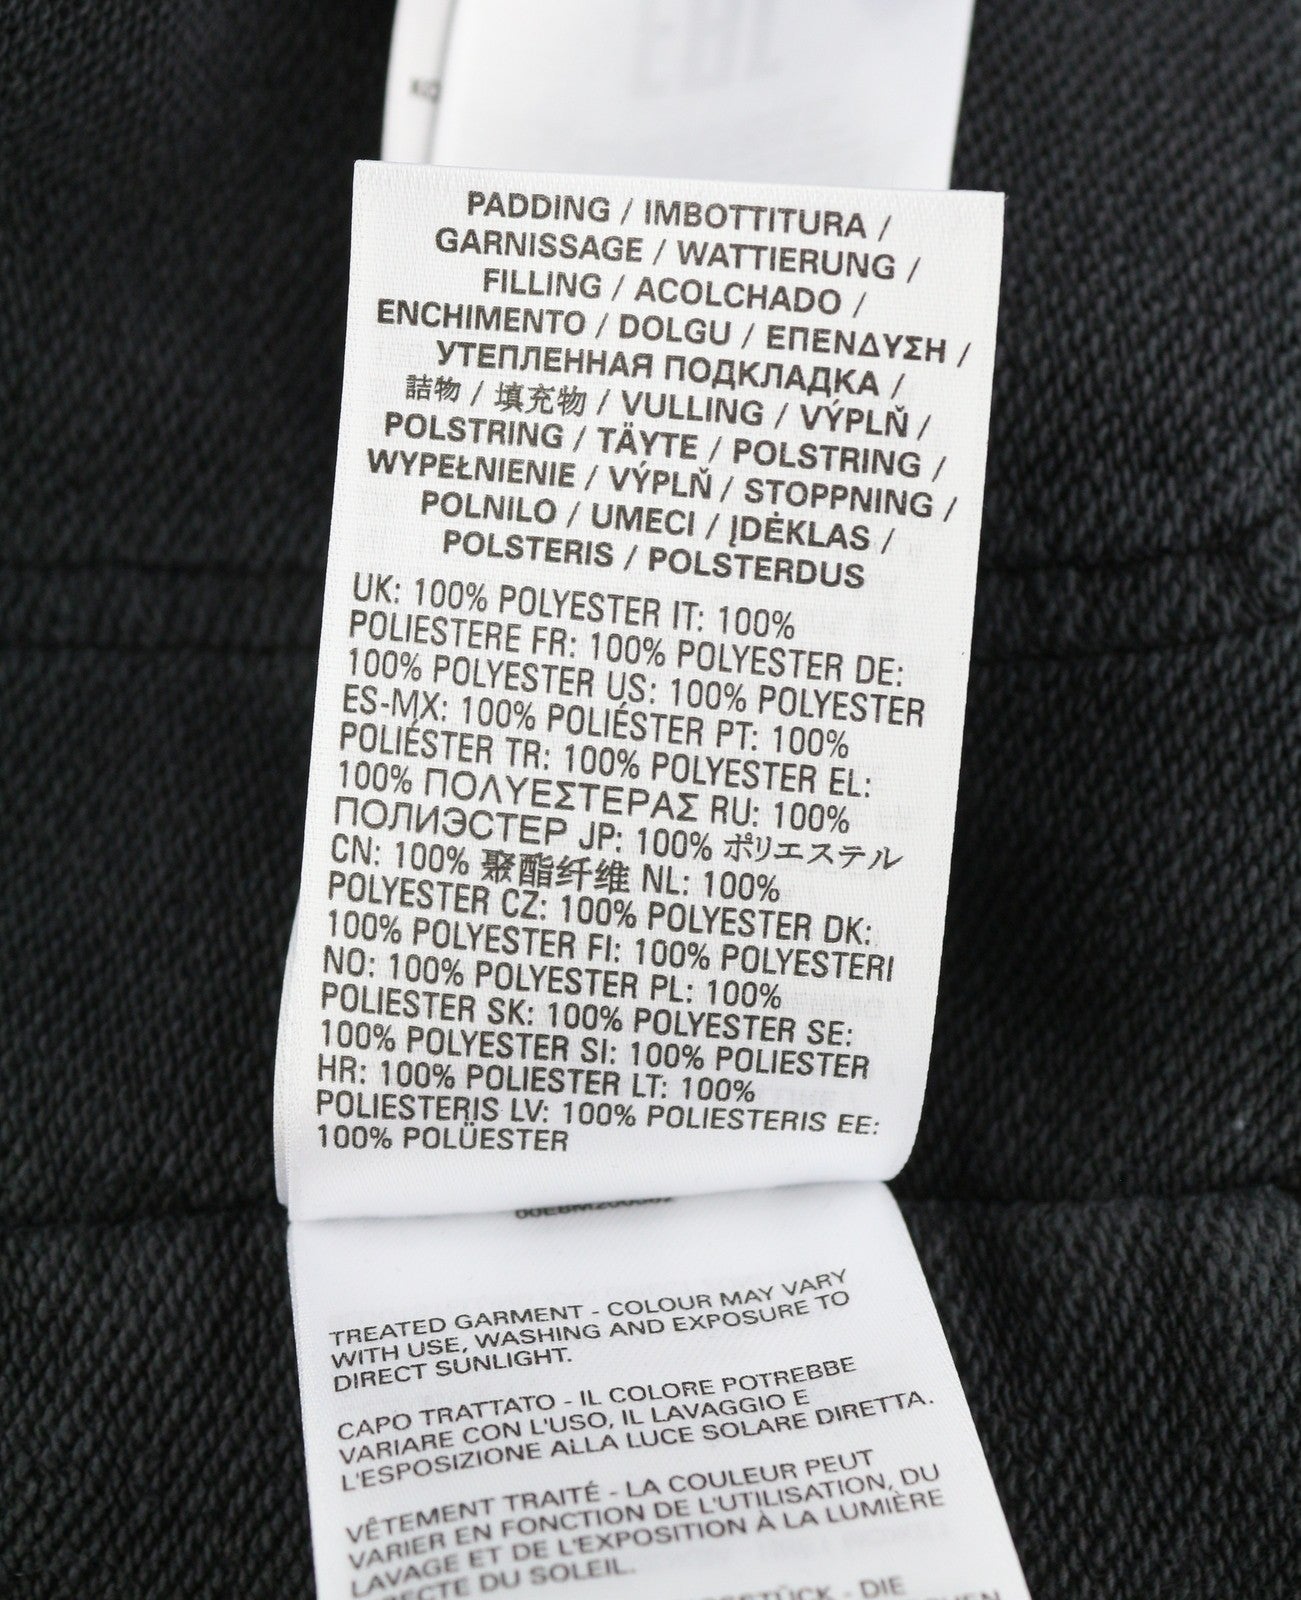 PADDING / IMBOTTITURA /
GARNISSAGE / WATTIERUNG /
FILLING / ACOLCHADO /
ENCHIMENTO / DOLGU / ΕΠΕΝΔΥΣΗ /
УТЕПЛЕННАЯ ПОДКЛАДКА /
詰物 / 填充物 / VULLING / VÝPLŇ /
POLSTRING / TÄYTE / POLSTRING /
WYPEŁNIENIE / VÝPLŇ / STOPPNING /
POLNILO / UMECI / ĮDĖKLAS /
POLSTERIS / POLSTERDUS
UK: 100% POLYESTER IT: 100%
POLIESTERE FR: 100% POLYESTER DE:
100% POLYESTER US: 100% POLYESTER
ES-MX: 100% POLIÉSTER PT: 100%
POLIÉSTER TR: 100% POLYESTER EL:
100% ΠΟΛΥΕΣΤΕΡΑΣ RU: 100%
ПОЛИЭСТЕР JP: 100% ポリエステル
CN: 100% 聚酯纤维 NL: 100%
POLYESTER CZ: 100% POLYESTER DK:
100% POLYESTER FI: 100% POLYESTERI
NO: 100% POLYESTER PL: 100%
POLIESTER SK: 100% POLYESTER SE:
100% POLYESTER SI: 100% POLIESTER
HR: 100% POLIESTER LT: 100%
POLIESTERIS LV: 100% POLIESTERIS EE:
100% POLÜESTER
TREATED GARMENT - COLOUR MAY VARY
WITH USE, WASHING AND EXPOSURE TO
DIRECT SUNLIGHT.
CAPO TRATTATO - IL COLORE POTREBBE
VARIARE CON L'USO, IL LAVAGGIO E
L'ESPOSIZIONE ALLA LUCE SOLARE DIRETTA.
VÊTEMENT TRAITÉ - LA COULEUR PEUT
VARIER EN FONCTION DE L'UTILISATION, DU
LAVAGE ET DE L'EXPOSITION À LA LUMIÈRE
DU SOLEIL.
- DIE